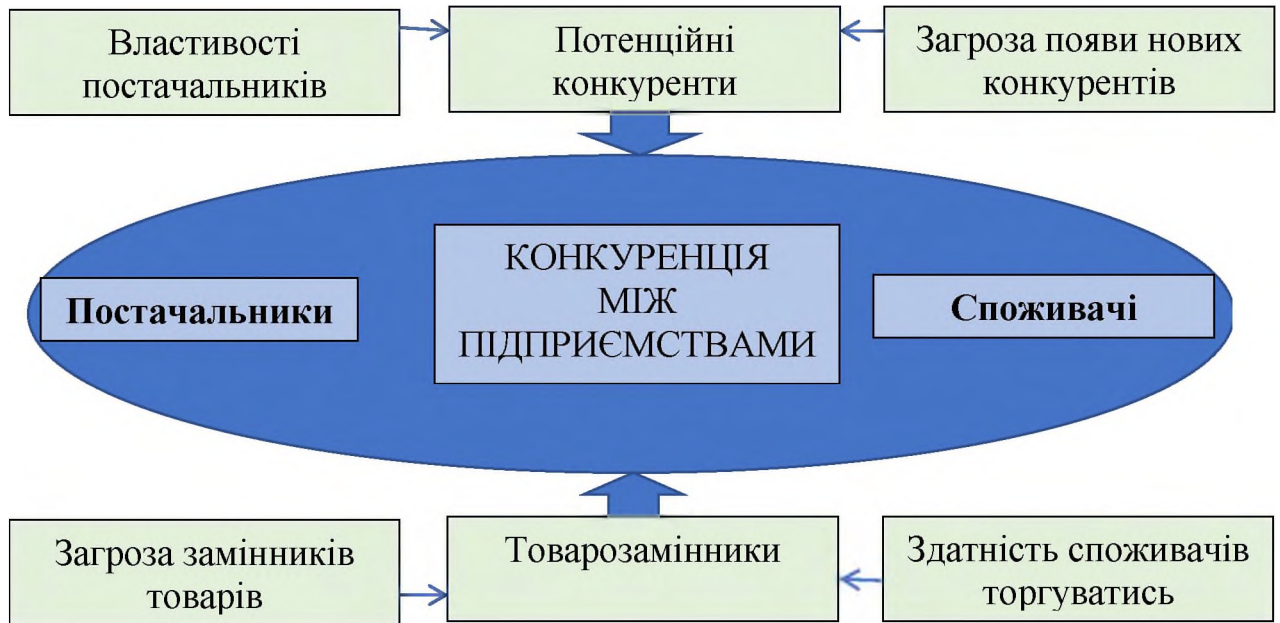 Властивості
постачальників
Потенційні
конкуренти
Загроза появи нових
конкурентів
Постачальники
КОНКУРЕНЦІЯ
МІЖ
ПІДПРИЄМСТВАМИ
Споживачі
Загроза замінників
товарів
Товарозамінники
Здатність споживачів
торгуватись